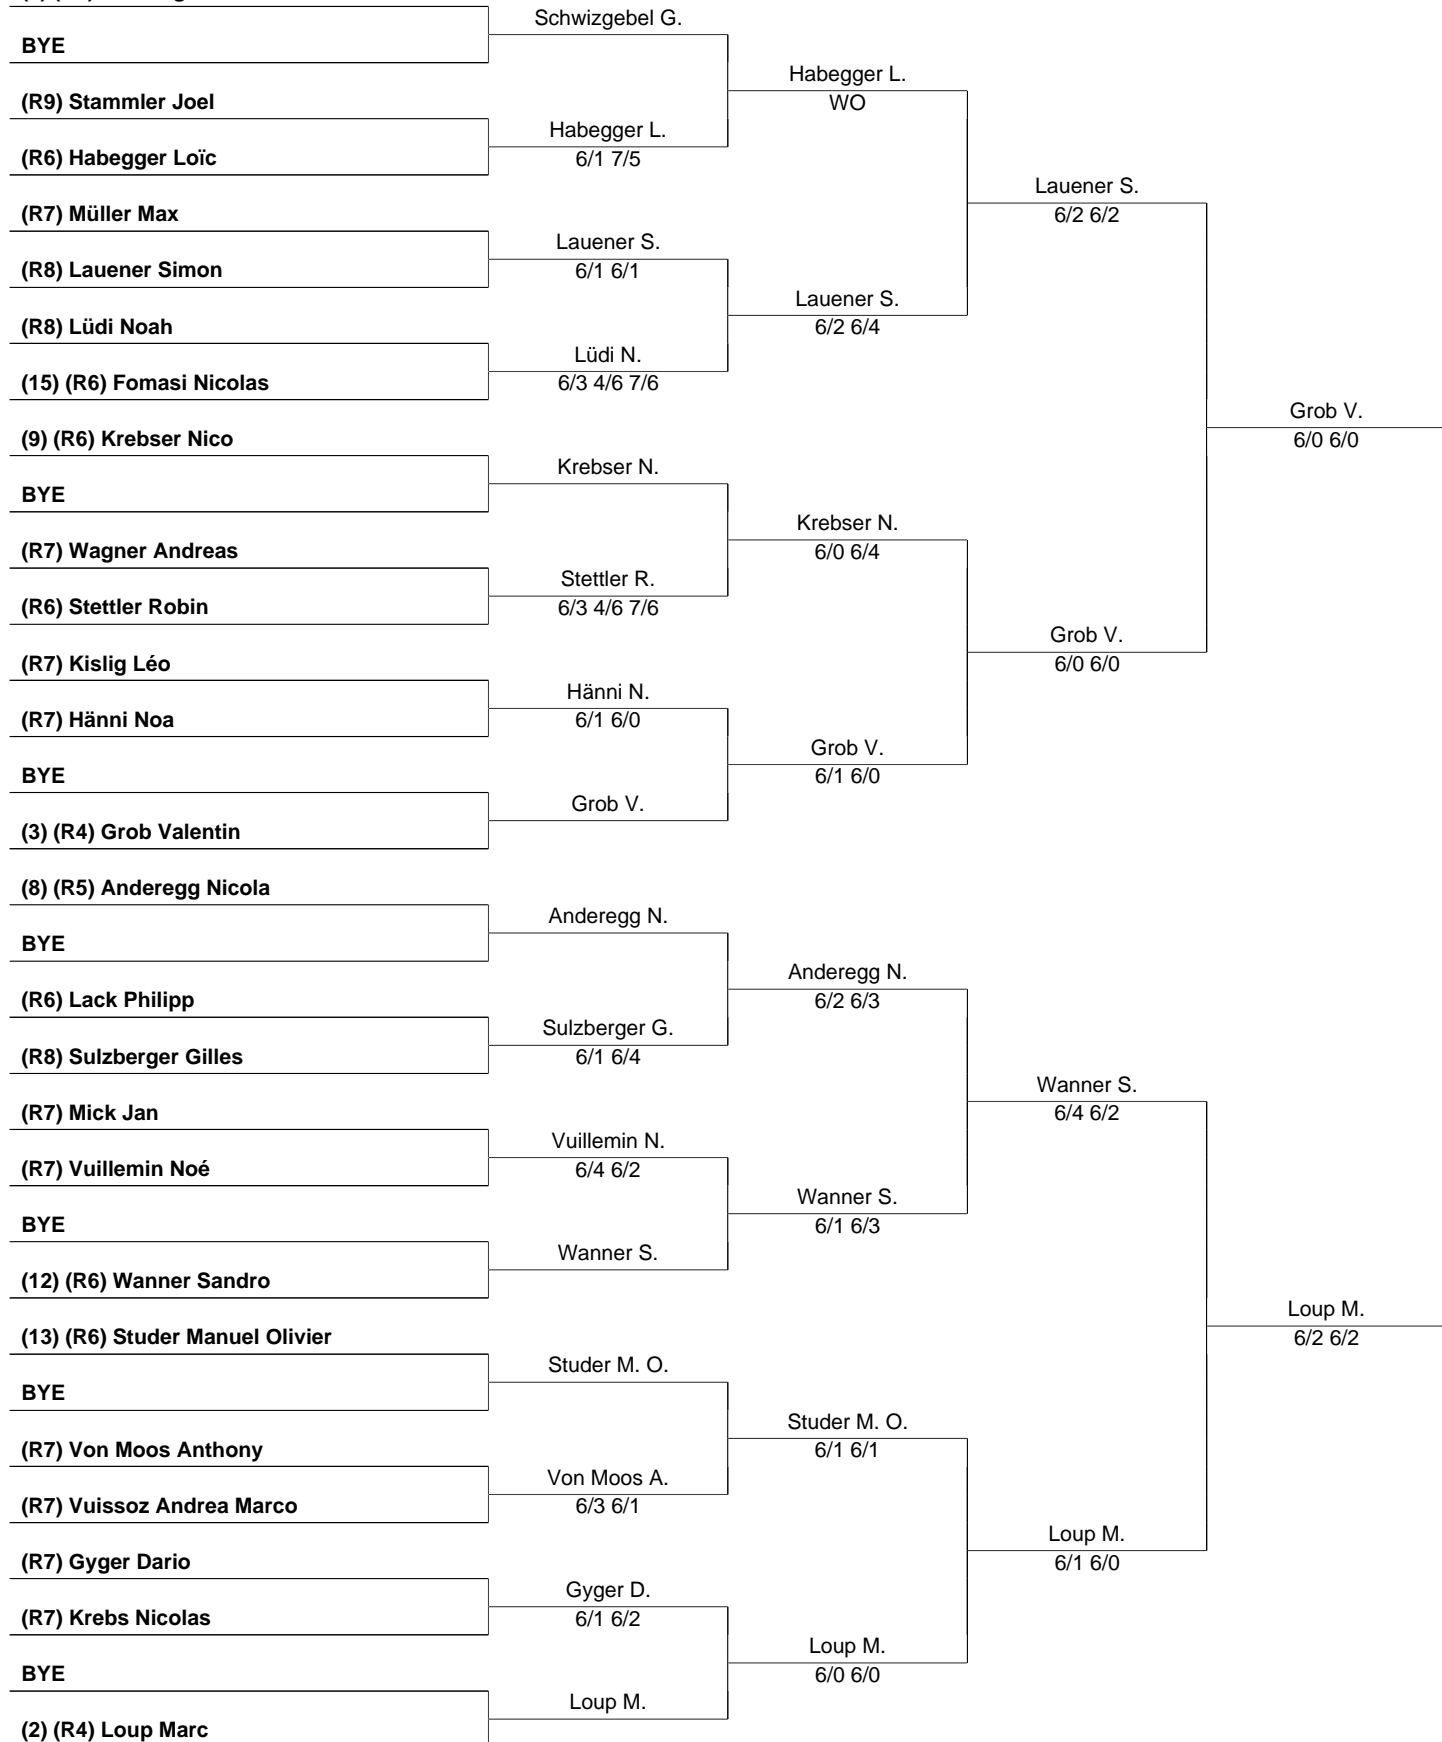 Schwizgebel G.
BYE
Habegger L.
(R9) Stammler Joel
WO
Habegger L.
(R6) Habegger Loïc
6/1 7/5
Lauener S.
(R7) Müller Max
6/2 6/2
Lauener S.
(R8) Lauener Simon
6/1 6/1
Lauener S.
(R8) Lüdi Noah
6/2 6/4
Lüdi N.
(15) (R6) Fomasi Nicolas
6/3 4/6 7/6
Grob V.
(9) (R6) Krebser Nico
6/0 6/0
Krebser N.
BYE
Krebser N.
(R7) Wagner Andreas
6/0 6/4
Stettler R.
(R6) Stettler Robin
6/3 4/6 7/6
Grob V.
(R7) Kislig Léo
6/0 6/0
Hänni N.
(R7) Hänni Noa
6/1 6/0
Grob V.
BYE
6/1 6/0
Grob V.
(3) (R4) Grob Valentin
(8) (R5) Anderegg Nicola
Anderegg N.
BYE
Anderegg N.
(R6) Lack Philipp
6/2 6/3
Sulzberger G.
(R8) Sulzberger Gilles
6/1 6/4
Wanner S.
(R7) Mick Jan
6/4 6/2
Vuillemin N.
(R7) Vuillemin Noé
6/4 6/2
Wanner S.
BYE
6/1 6/3
Wanner S.
(12) (R6) Wanner Sandro
Loup M.
(13) (R6) Studer Manuel Olivier
6/2 6/2
Studer M. O.
BYE
Studer M. O.
(R7) Von Moos Anthony
6/1 6/1
Von Moos A.
(R7) Vuissoz Andrea Marco
6/3 6/1
Loup M.
(R7) Gyger Dario
6/1 6/0
Gyger D.
(R7) Krebs Nicolas
6/1 6/2
Loup M.
BYE
6/0 6/0
Loup M.
(2) (R4) Loup Marc